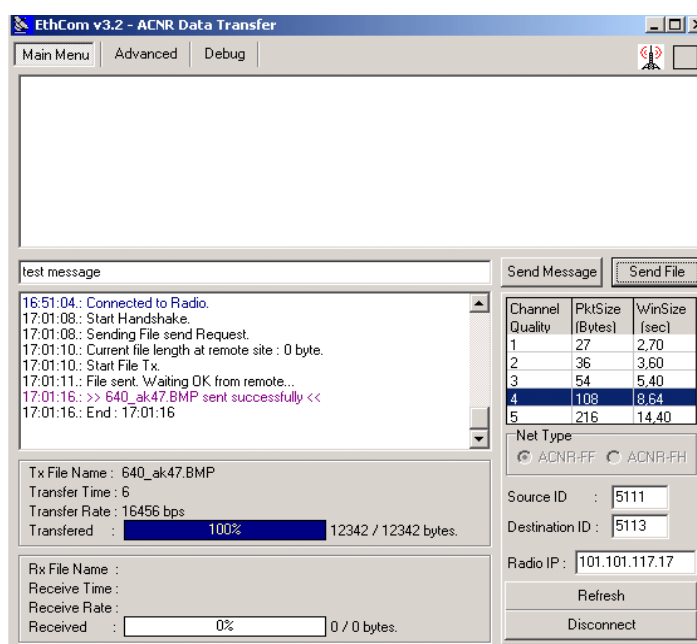 EthCom v3.2 - ACNR Data Transfer
Main Menu Advanced Debug
test message
Send Message Send File
16:51:04.: Connected to Radio.
17:01:08.: Start Handshake.
17:01:08.: Sending File send Request.
17:01:10.: Current file length at remote site : 0 byte.
17:01:10.: Start File Tx.
17:01:11.: File sent. Waiting OK from remote...
17:01:16.: >> 640_ak47.BMP sent successfully <<
17:01:16.: End : 17:01:16
Channel Quality PktSize (Bytes) WinSize (sec)
1 27 2,70
2 36 3,60
3 54 5,40
4 108 8,64
5 216 14,40
Net Type
ACNR-FF ACNR-FH
Tx File Name : 640_ak47.BMP
Transfer Time : 6
Transfer Rate : 16456 bps
Transfered : 100% 12342 / 12342 bytes.
Source ID : 5111
Destination ID : 5113
Radio IP : 101.101.117.17
Rx File Name :
Receive Time :
Receive Rate :
Received : 0% 0 / 0 bytes.
Refresh
Disconnect